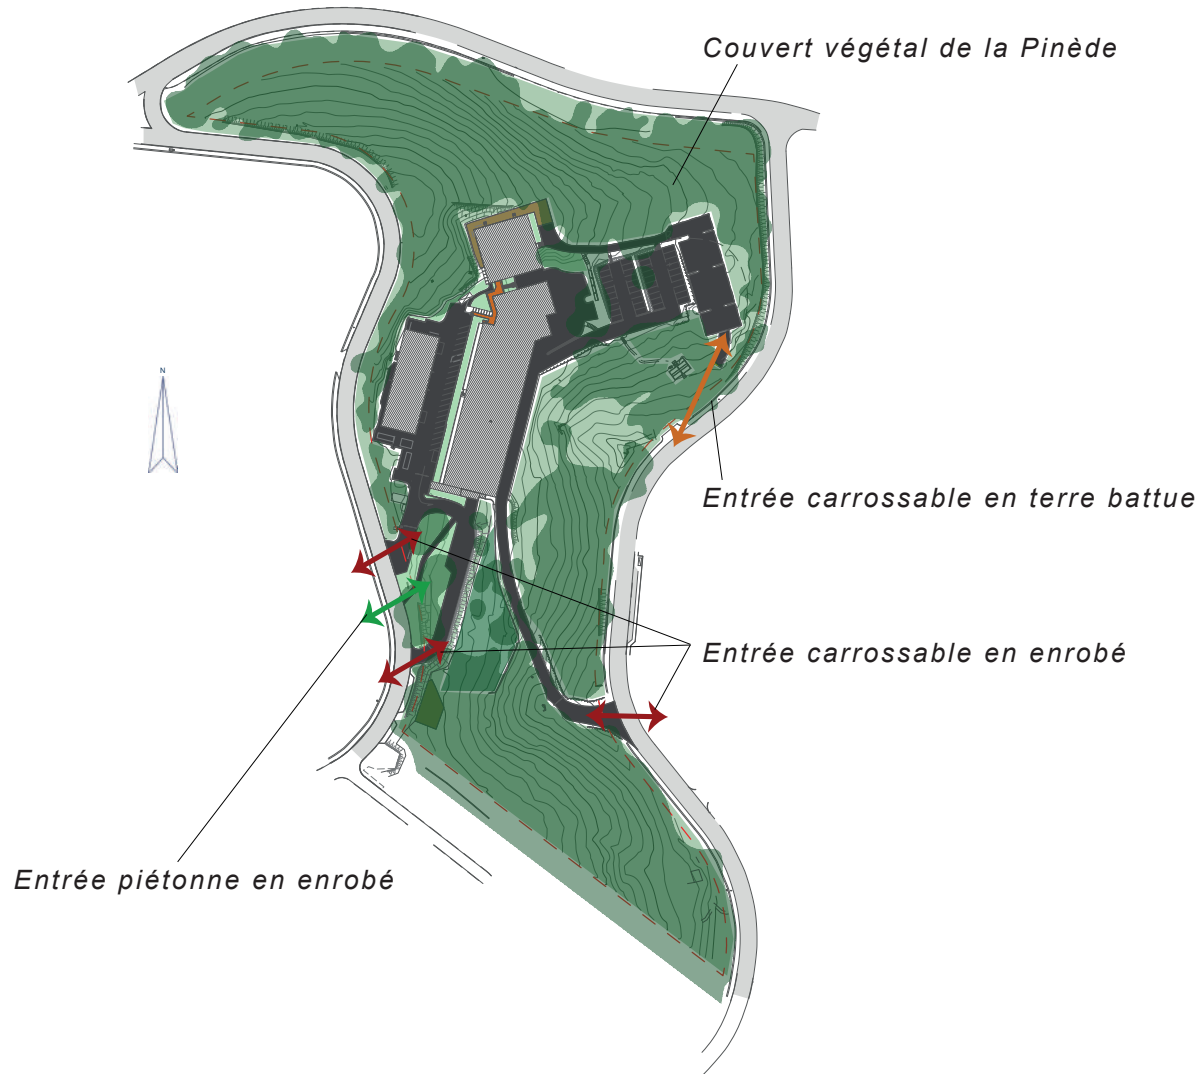 Couvert végétal de la Pinède
N
Entrée carrossable en terre battue
Entrée carrossable en enrobé
Entrée piétonne en enrobé